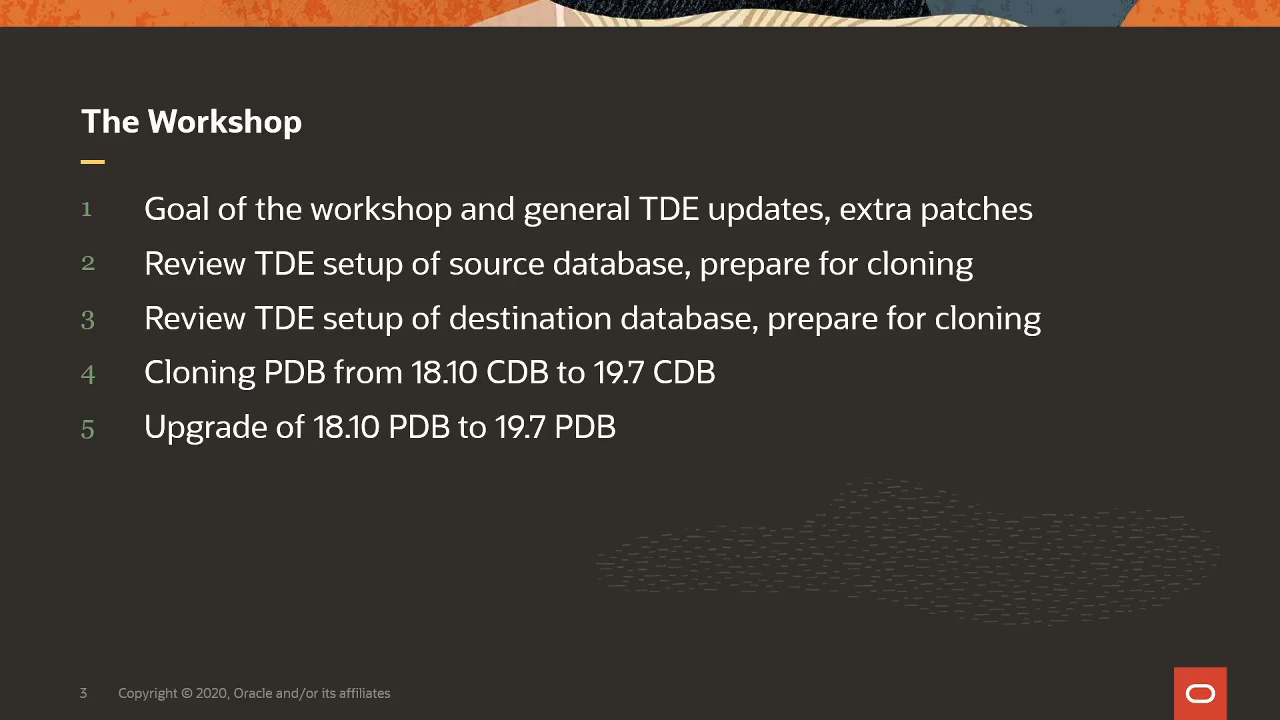 The Workshop
1 Goal of the workshop and general TDE updates, extra patches
2 Review TDE setup of source database, prepare for cloning
3 Review TDE setup of destination database, prepare for cloning
4 Cloning PDB from 18.10 CDB to 19.7 CDB
5 Upgrade of 18.10 PDB to 19.7 PDB
3 Copyright © 2020, Oracle and/or its affiliates